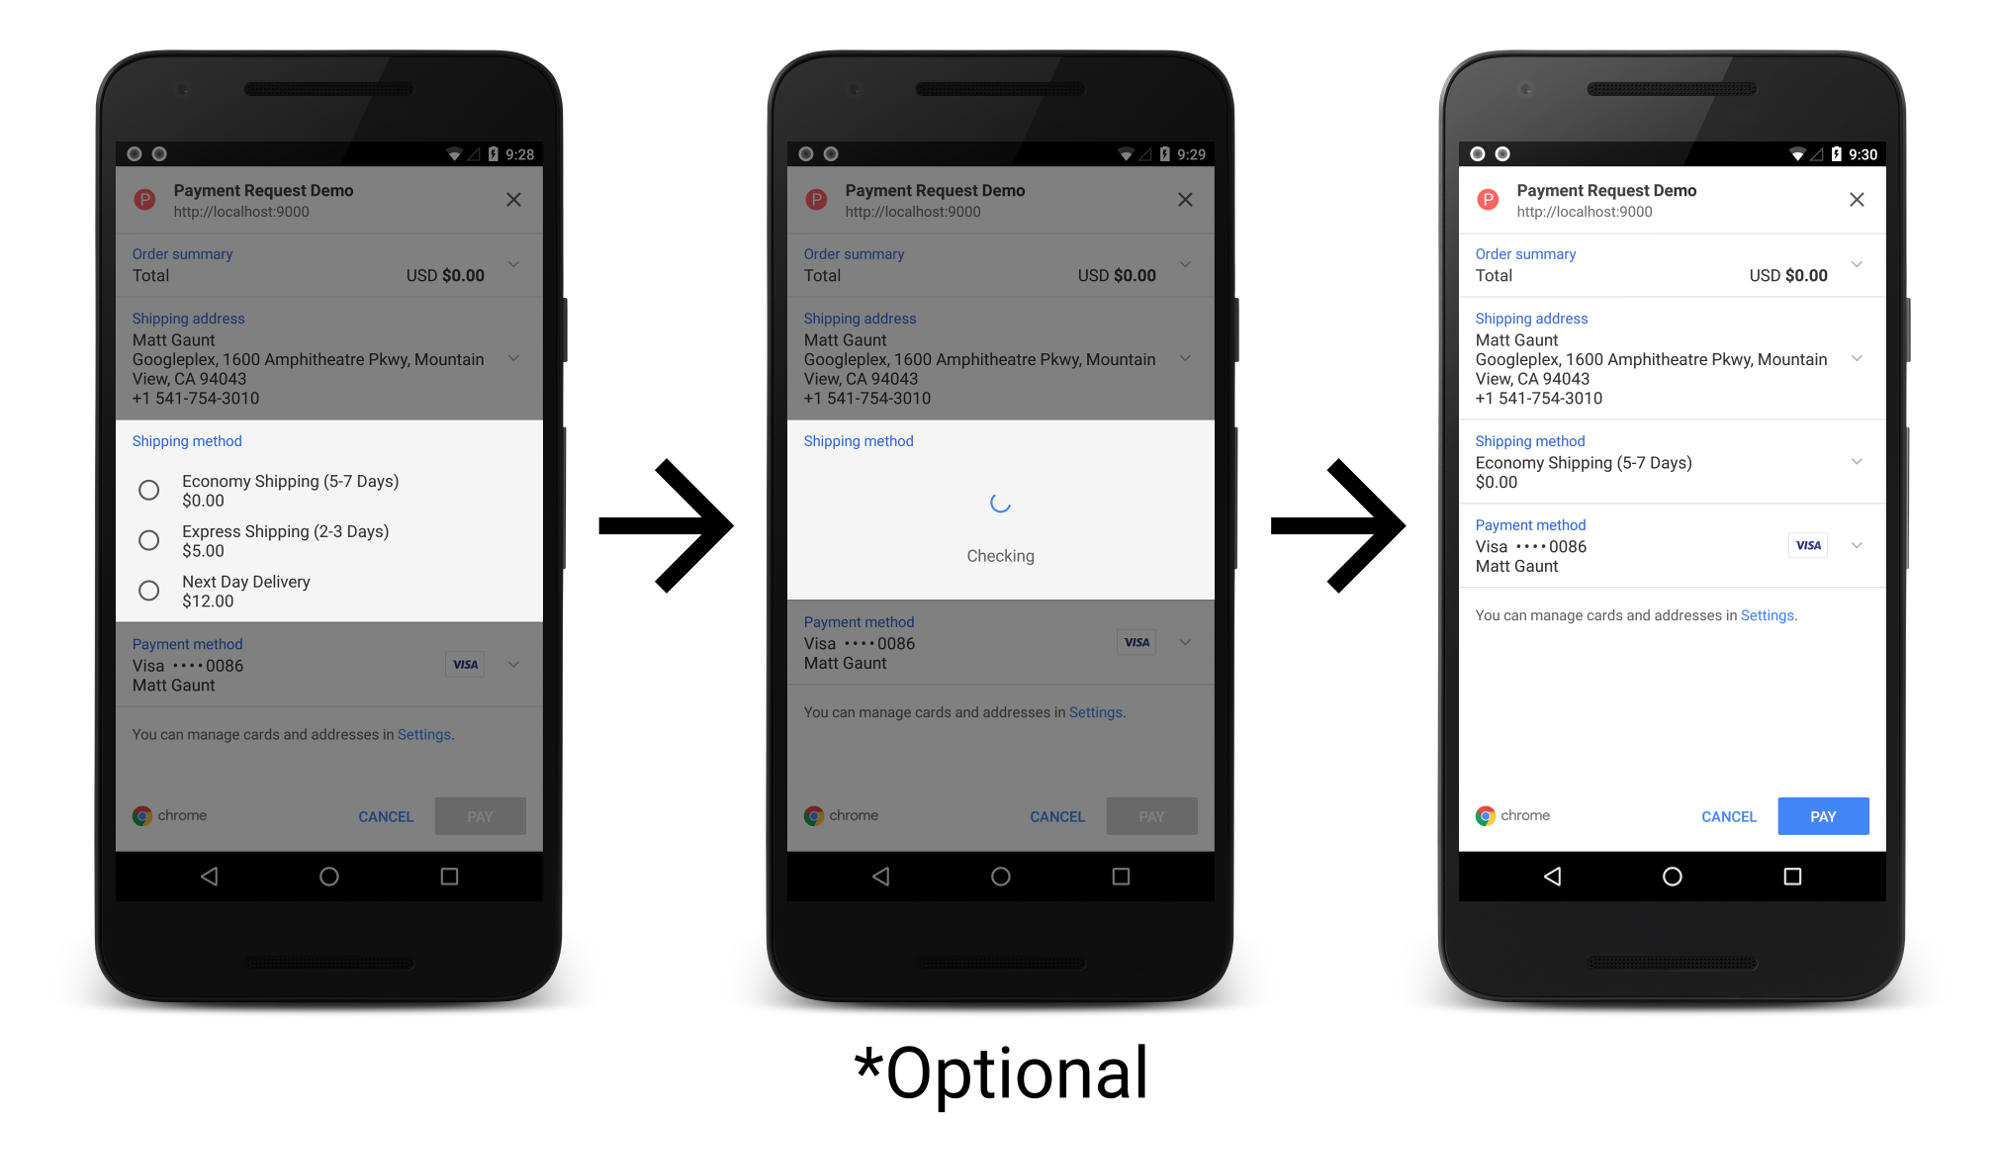 9:28
P
Payment Request Demo
http://localhost:9000
Order summary
Total USD $0.00
Shipping address
Matt Gaunt
Googleplex, 1600 Amphitheatre Pkwy, Mountain
View, CA 94043
+1 541-754-3010
Shipping method
Economy Shipping (5-7 Days)
$0.00
Express Shipping (2-3 Days)
$5.00
Next Day Delivery
$12.00
Payment method
Visa ····0086
VISA
Matt Gaunt
You can manage cards and addresses in Settings.
chrome CANCEL PAY
9:29
P
Payment Request Demo
http://localhost:9000
Order summary
Total USD $0.00
Shipping address
Matt Gaunt
Googleplex, 1600 Amphitheatre Pkwy, Mountain
View, CA 94043
+1 541-754-3010
Shipping method
Checking
Payment method
Visa ····0086
VISA
Matt Gaunt
You can manage cards and addresses in Settings.
chrome CANCEL PAY
9:30
P
Payment Request Demo
http://localhost:9000
Order summary
Total USD $0.00
Shipping address
Matt Gaunt
Googleplex, 1600 Amphitheatre Pkwy, Mountain
View, CA 94043
+1 541-754-3010
Shipping method
Economy Shipping (5-7 Days)
$0.00
Payment method
Visa ····0086
VISA
Matt Gaunt
You can manage cards and addresses in Settings.
chrome CANCEL PAY
*Optional